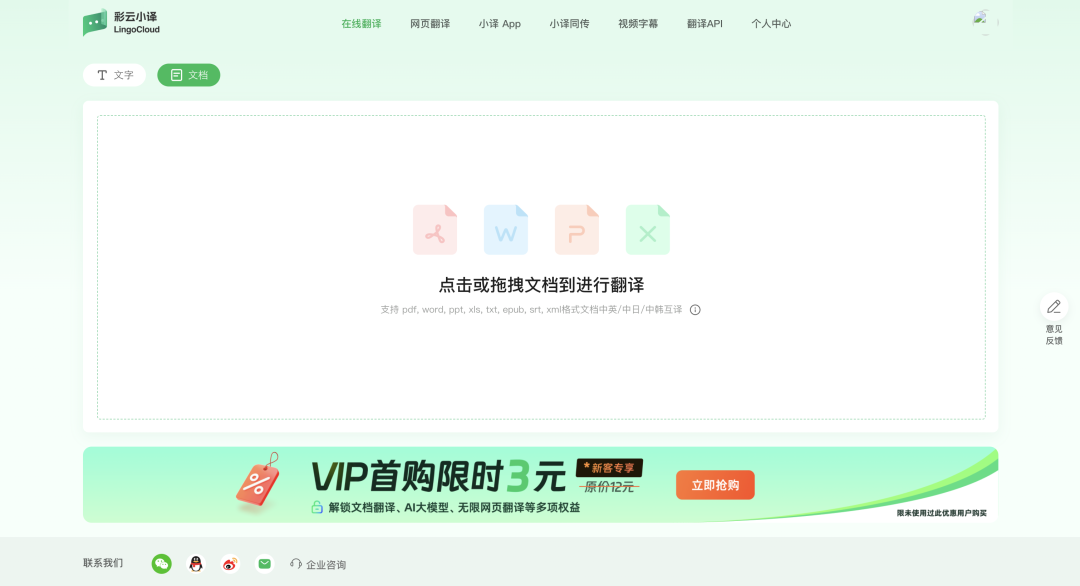 彩云小译
LingoCloud
在线翻译 网页翻译 小译 App 小译同传 视频字幕 翻译API 个人中心
文字 文档
W P X
点击或拖拽文档到进行翻译
支持 pdf, word, ppt, xls, txt, epub, srt, xml格式文档中英/中日/中韩互译
意见
反馈
VIP首购限时3元
新客专享
原价12元
立即抢购
解锁文档翻译、AI大模型、无限网页翻译等多项权益
限未使用过此优惠用户购买
联系我们 企业咨询